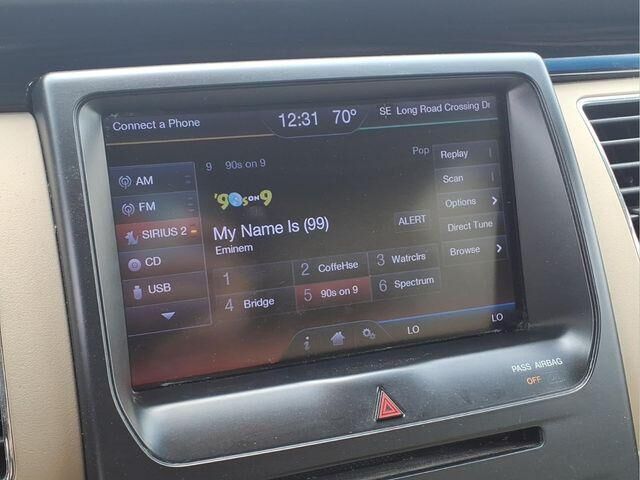 Connect a Phone
12:31 70°
SE Long Road Crossing Dr
AM
FM
SIRIUS 2
CD
USB
9 90s on 9
Pop
'90s ON 9
My Name Is (99)
Eminem
ALERT
1
2 CoffeHse
3 Watrclrs
4 Bridge
5 90s on 9
6 Spectrum
Replay
Scan
Options
Direct Tune
Browse
i
LO
LO
PASS AIRBAG
OFF